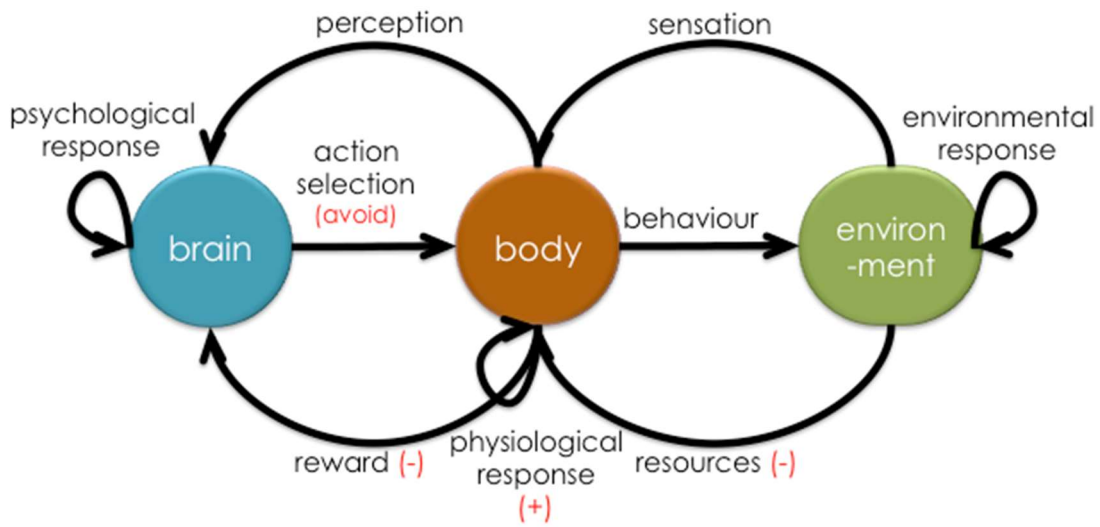 perception
sensation
psychological
response
environmental
response
action
selection
(avoid)
behaviour
brain
body
environ
-ment
reward (-)
physiological
response
(+)
resources (-)